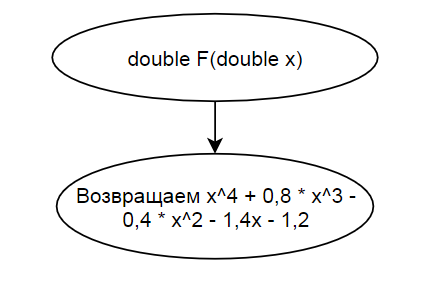 double F(double x)
Возвращаем x^4 + 0,8 * x^3 -
0,4 * x^2 - 1,4x - 1,2